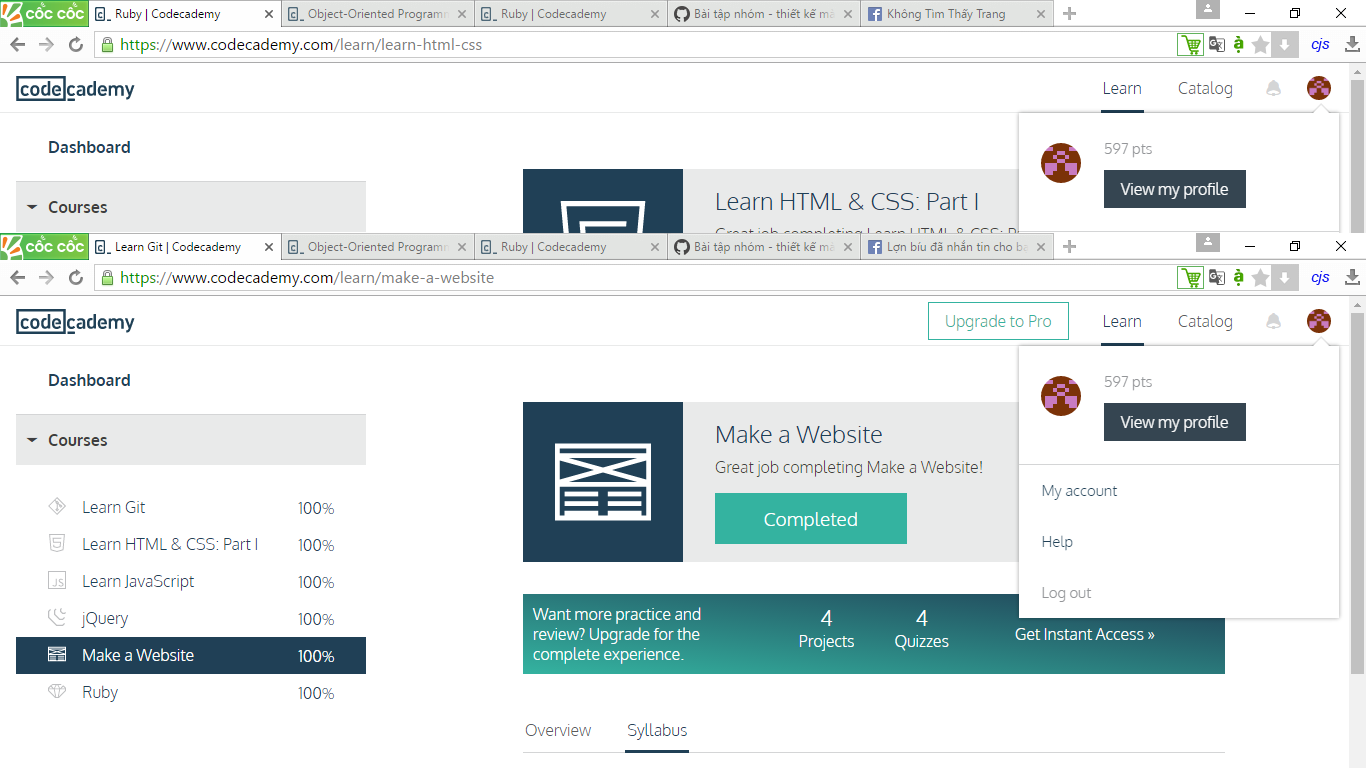 CỐC CỐC Ruby | Codecademy Object-Oriented Programm Ruby | Codecademy Bài tập nhóm - thiết kế mà Không Tìm Thấy Trang
https://www.codecademy.com/learn/learn-html-css cjs
codecademy Learn Catalog
Dashboard
597 pts
View my profile
Courses
Learn HTML & CSS: Part I
Great job completing Learn HTML & CSS: P
CỐC CỐC Learn Git | Codecademy Object-Oriented Programm Ruby | Codecademy Bài tập nhóm - thiết kế mà Lợn bíu đã nhắn tin cho bạ
https://www.codecademy.com/learn/make-a-website cjs
codecademy Upgrade to Pro Learn Catalog
Dashboard
597 pts
View my profile
Courses
Make a Website
Great job completing Make a Website!
Completed
My account
Help
Log out
Learn Git 100%
Learn HTML & CSS: Part I 100%
Learn JavaScript 100%
jQuery 100%
Make a Website 100%
Ruby 100%
JS
Want more practice and
review? Upgrade for the
complete experience.
4
Projects
4
Quizzes
Get Instant Access »
Overview Syllabus